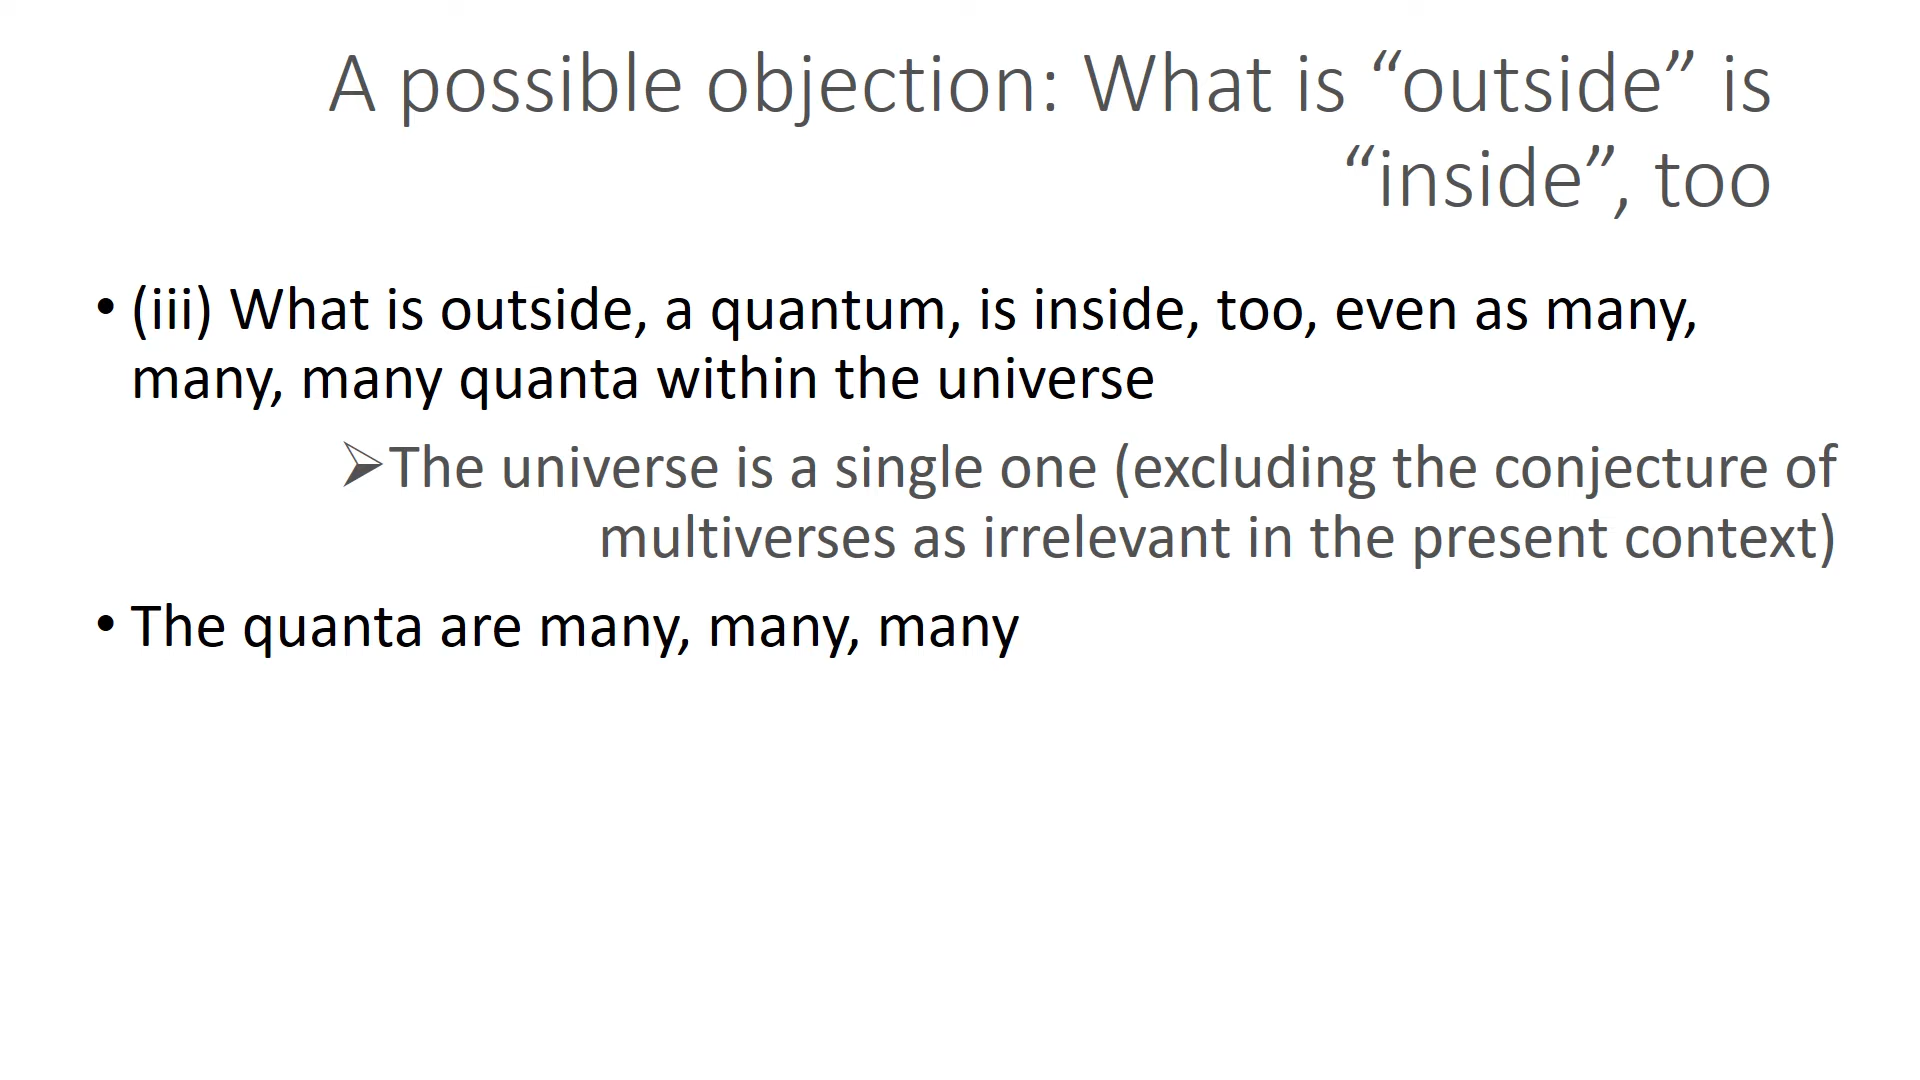 A possible objection: What is “outside” is
“inside”, too
• (iii) What is outside, a quantum, is inside, too, even as many,
many, many quanta within the universe
➢The universe is a single one (excluding the conjecture of
multiverses as irrelevant in the present context)
• The quanta are many, many, many